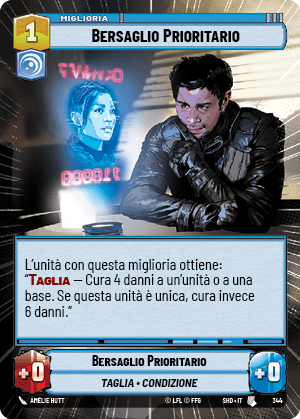 MIGLIORIA
1
BERSAGLIO PRIORITARIO
L'unità con questa miglioria ottiene:
"TAGLIA — Cura 4 danni a un'unità o a una
base. Se questa unità è unica, cura invece
6 danni."
BERSAGLIO PRIORITARIO
+0
TAGLIA • CONDIZIONE
+0
AMÉLIE HUTT
© LFL © FFG
SHD • IT
344